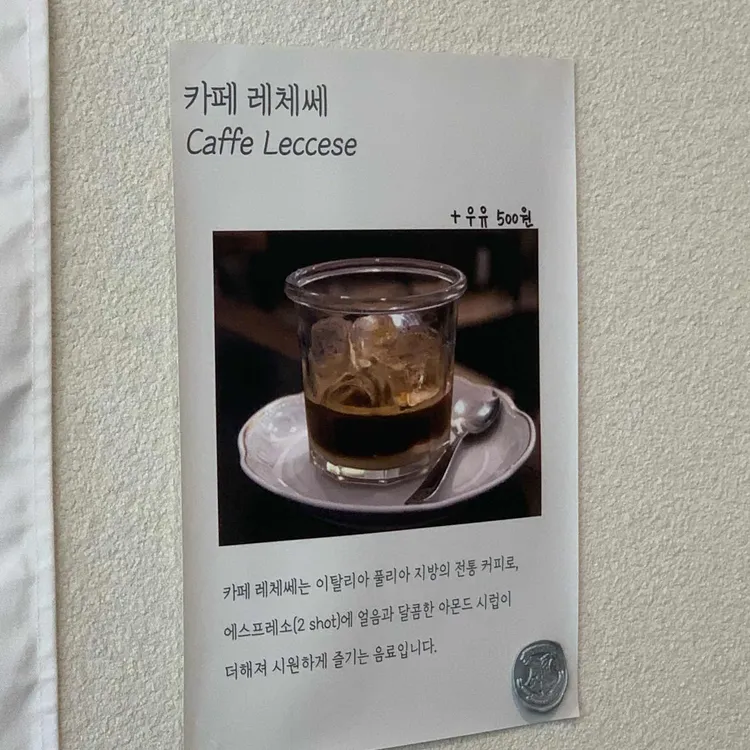 카페 레체쎄
Caffe Leccese
+우유 500원
카페 레체쎄는 이탈리아 풀리아 지방의 전통 커피로,
에스프레소(2 shot)에 얼음과 달콤한 아몬드 시럽이
더해져 시원하게 즐기는 음료입니다.